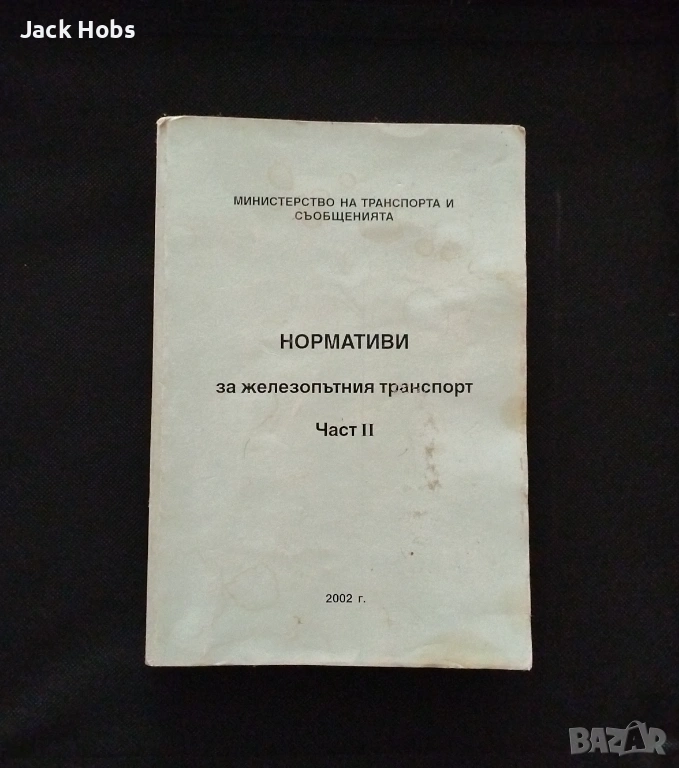 Jack Hobs
МИНИСТЕРСТВО НА ТРАНСПОРТА И
СЪОБЩЕНИЯТА
НОРМАТИВИ
за железопътния транспорт
Част II
2002 г.
BAZAR